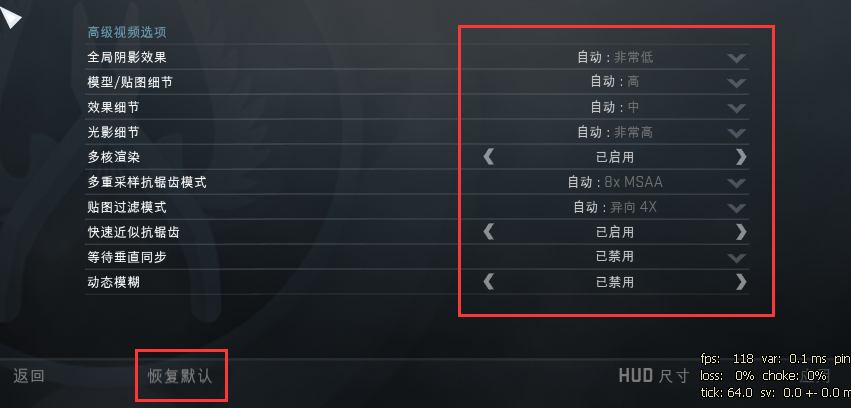 高级视频选项
全局阴影效果 自动：非常低
模型/贴图细节 自动：高
效果细节 自动：中
光影细节 自动：非常高
多核渲染 已启用
多重采样抗锯齿模式 自动：8x MSAA
贴图过滤模式 自动：异向 4X
快速近似抗锯齿 已启用
等待垂直同步 已禁用
动态模糊 已禁用
fps: 118 var: 0.1 ms pin
返回 恢复默认 HUD 尺寸 loss: 0% choke: 0% 应用
tick: 64.0 sv: 0.0 +- 0.0 m